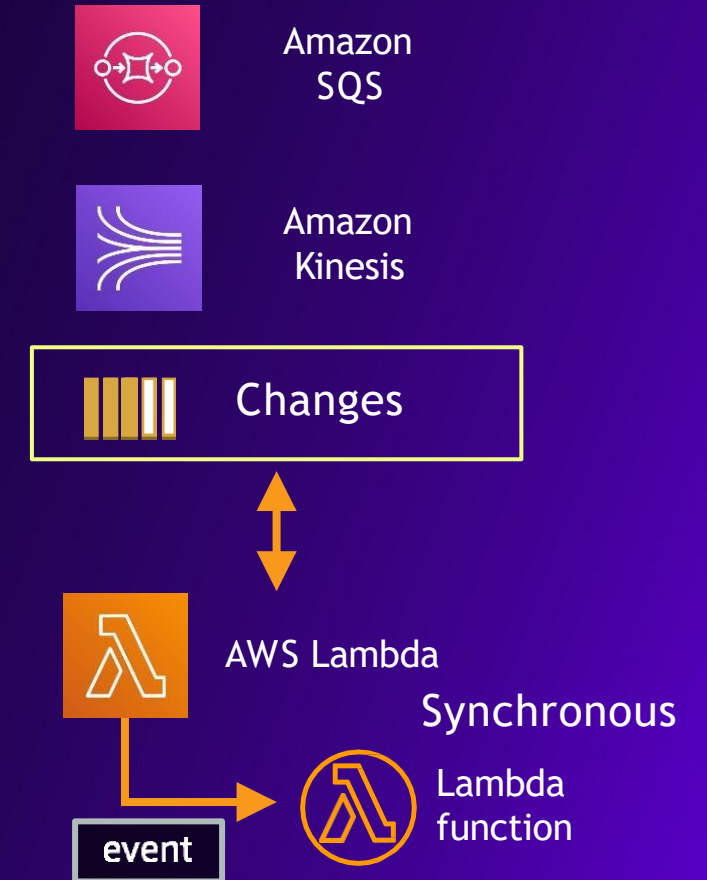 Amazon
SQS
Amazon
Kinesis
Changes
AWS Lambda
Synchronous
Lambda
function
event